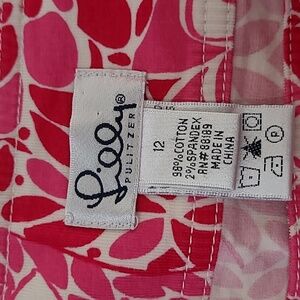 Lilly®
PULITZER
12
98% COTTON
2% SPANDEX
RN# 88189
MADE IN
CHINA